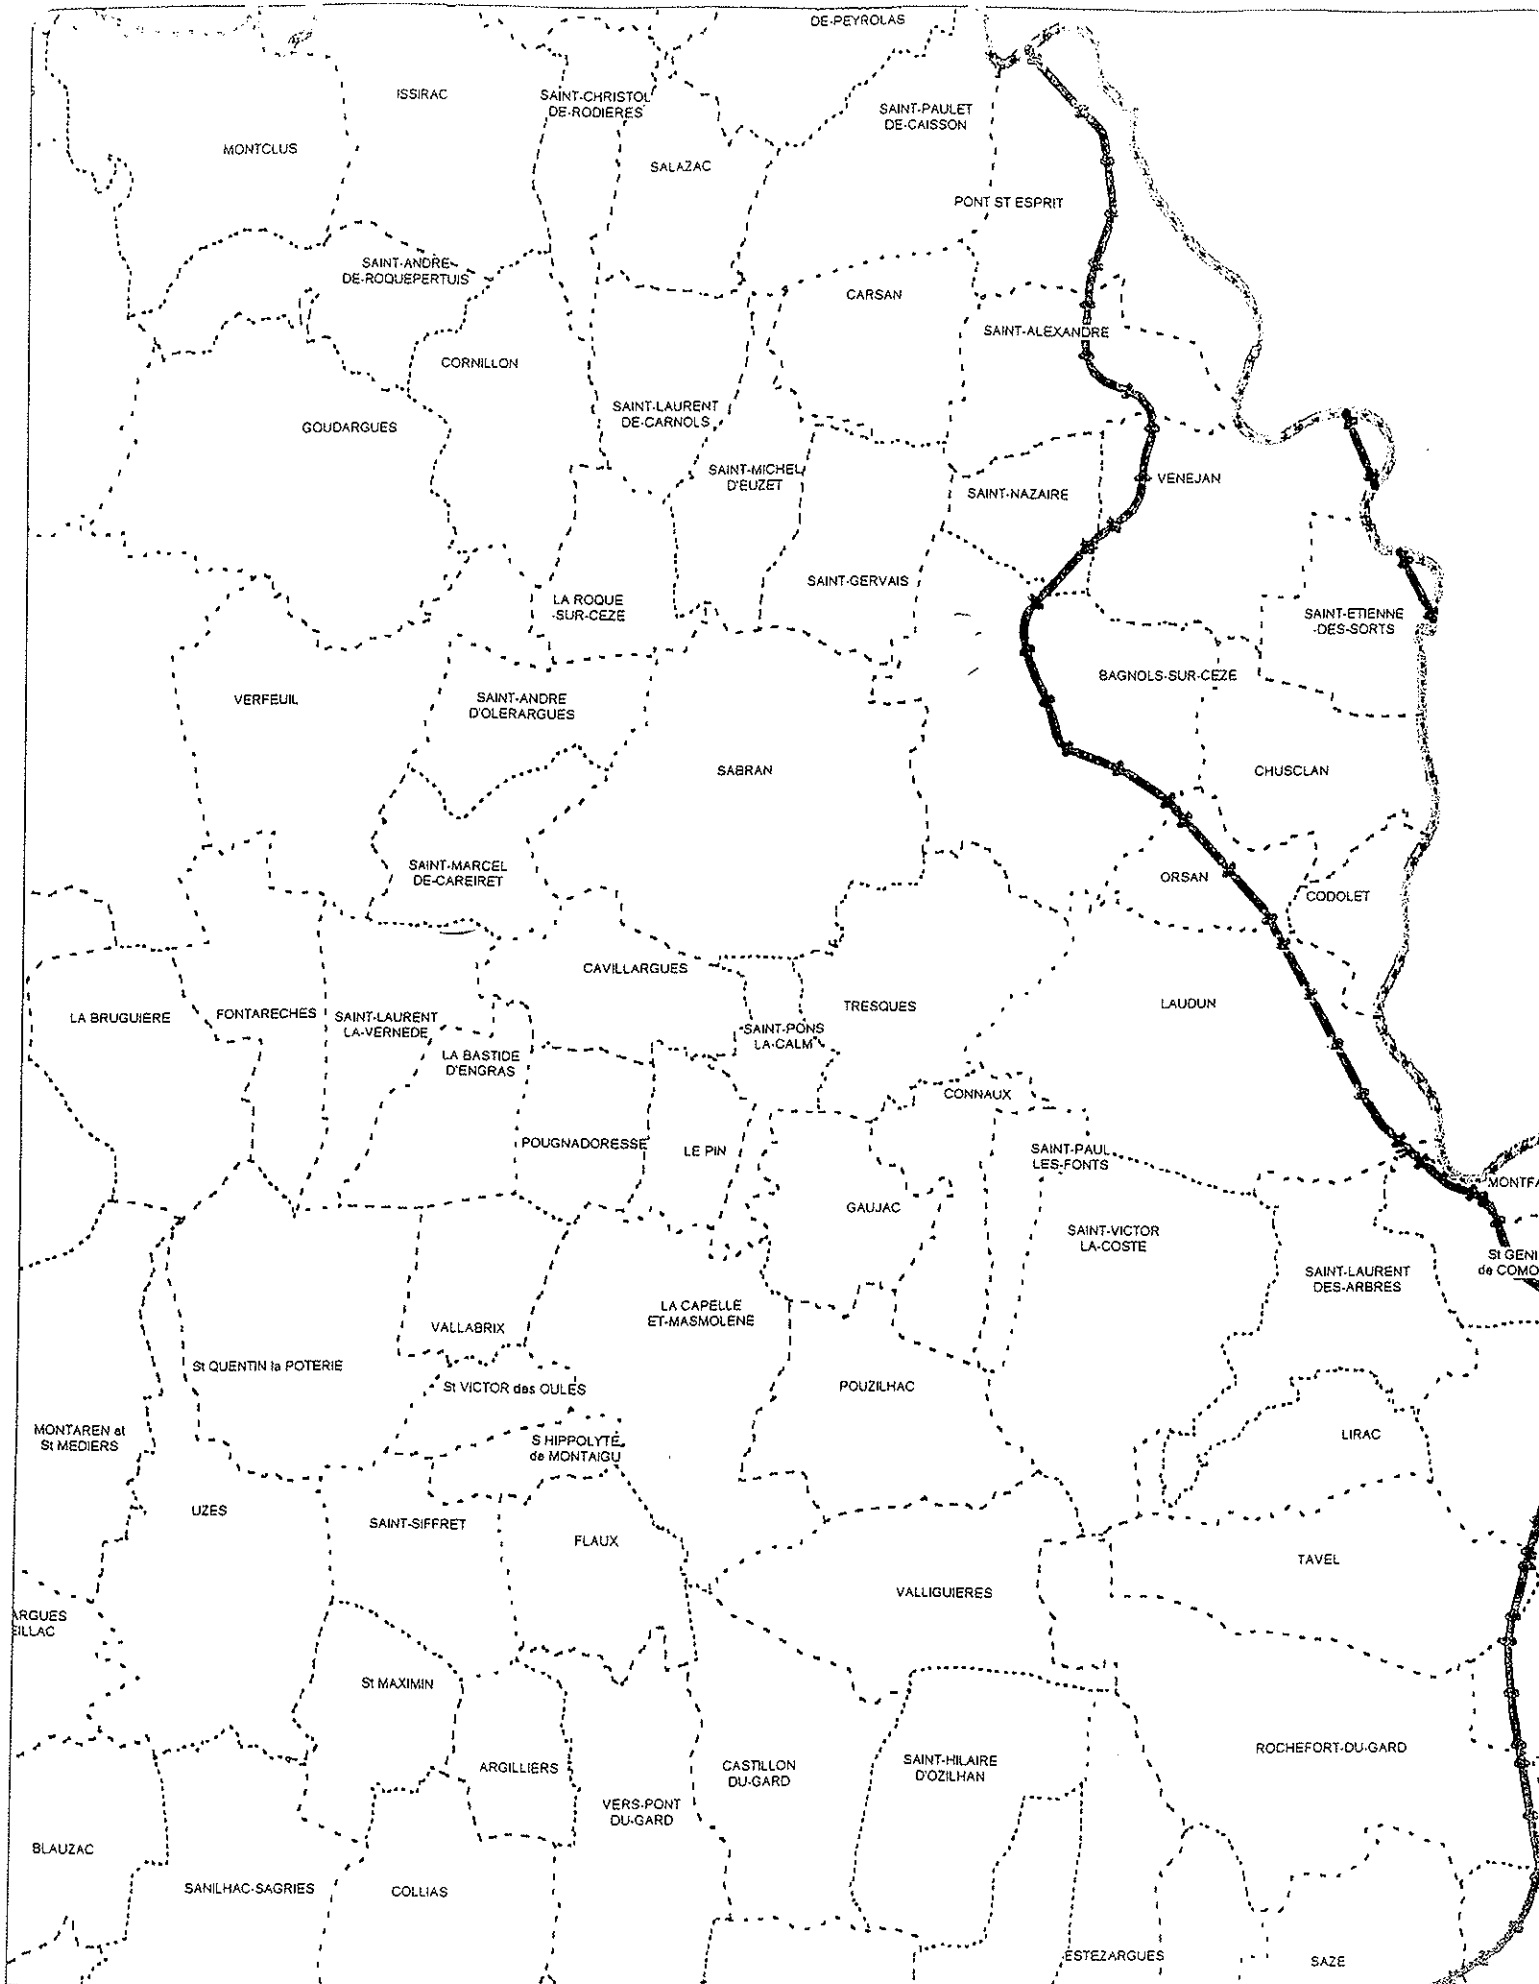 DE-PEYROLAS
ISSIRAC
SAINT-CHRISTOL
DE-RODIERES
SAINT-PAULET
DE-CAISSON
MONTCLUS
SALAZAC
PONT ST ESPRIT
SAINT-ANDRE
DE-ROQUEPERTUIS
CARSAN
SAINT-ALEXANDRE
CORNILLON
SAINT-LAURENT
DE-CARNOLS
GOUDARGUES
SAINT-MICHEL
D'EUZET
SAINT-NAZAIRE
VENEJAN
SAINT-GERVAIS
LA ROQUE
-SUR-CEZE
SAINT-ETIENNE
-DES-SORTS
BAGNOLS-SUR-CEZE
VERFEUIL
SAINT-ANDRE
D'OLERARGUES
SABRAN
CHUSCLAN
SAINT-MARCEL
DE-CAREIRET
ORSAN
CODOLET
CAVILLARGUES
LA BRUGUIERE
FONTARECHES
SAINT-LAURENT
LA-VERNEDE
TRESQUES
LAUDUN
SAINT-PONS
LA-CALM
LA BASTIDE
D'ENGRAS
CONNAUX
POUGNADORESSE
LE PIN
SAINT-PAUL
LES-FONTS
MONTFA
GAUJAC
SAINT-VICTOR
LA-COSTE
St GENI
de COMO
SAINT-LAURENT
DES-ARBRES
LA CAPELLE
ET-MASMOLENE
VALLABRIX
St QUENTIN la POTERIE
St VICTOR des OULES
POUZILHAC
MONTAREN et
St MEDIERS
S HIPPOLYTE
de MONTAIGU
LIRAC
UZES
SAINT-SIFFRET
FLAUX
TAVEL
VALLIGUIERES
ARGUES
EILLAC
St MAXIMIN
ROCHEFORT-DU-GARD
ARGILLIERS
CASTILLON
DU-GARD
SAINT-HILAIRE
D'OZILHAN
VERS-PONT
DU-GARD
BLAUZAC
SANILHAC-SAGRIES
COLLIAS
ESTEZARGUES
SAZE